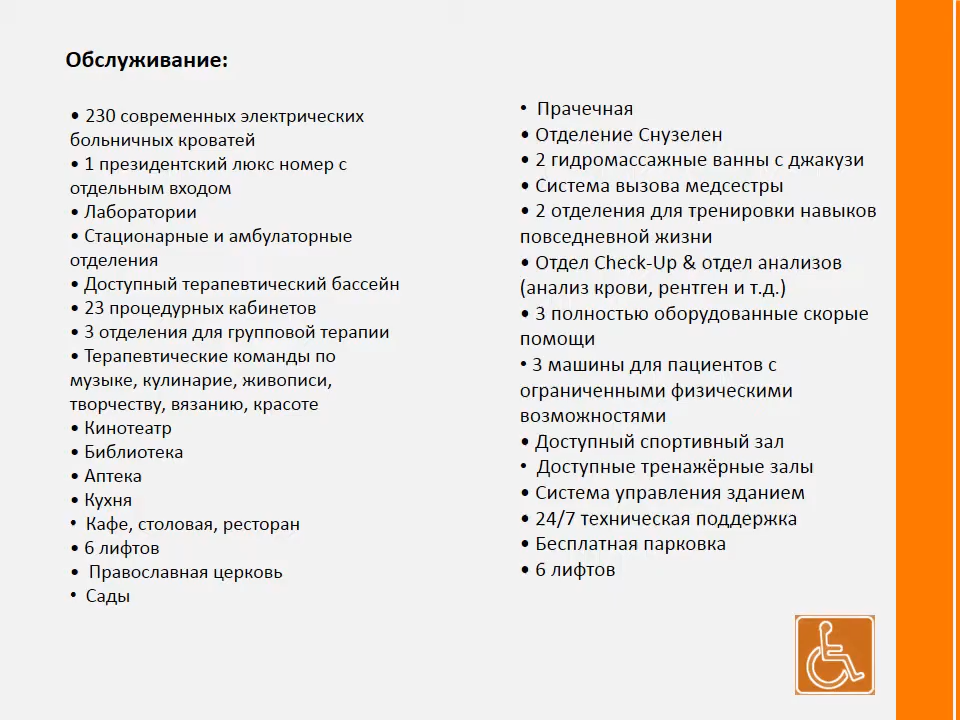 Обслуживание:
• 230 современных электрических
больничных кроватей
• 1 президентский люкс номер с
отдельным входом
• Лаборатории
• Стационарные и амбулаторные
отделения
• Доступный терапевтический бассейн
• 23 процедурных кабинетов
• 3 отделения для групповой терапии
• Терапевтические команды по
музыке, кулинарие, живописи,
творчеству, вязанию, красоте
• Кинотеатр
• Библиотека
• Аптека
• Кухня
• Кафе, столовая, ресторан
• 6 лифтов
• Православная церковь
• Сады
• Прачечная
• Отделение Снузелен
• 2 гидромассажные ванны с джакузи
• Система вызова медсестры
• 2 отделения для тренировки навыков
повседневной жизни
• Отдел Check-Up & отдел анализов
(анализ крови, рентген и т.д.)
• 3 полностью оборудованные скорые
помощи
• 3 машины для пациентов с
ограниченными физическими
возможностями
• Доступный спортивный зал
• Доступные тренажёрные залы
• Система управления зданием
• 24/7 техническая поддержка
• Бесплатная парковка
• 6 лифтов